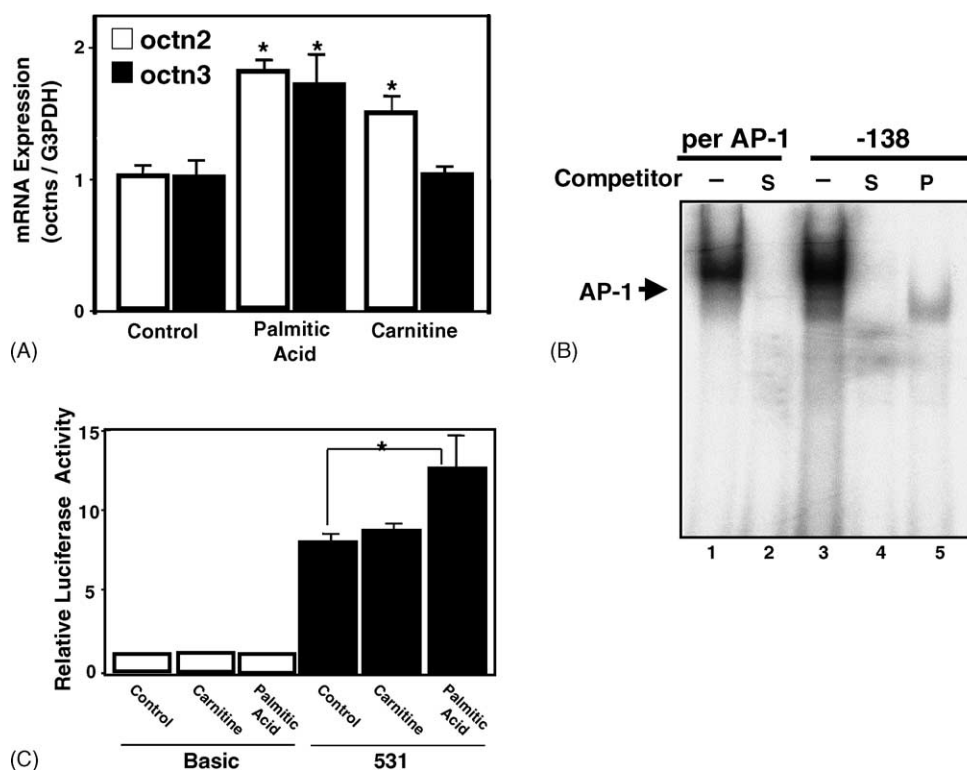 (A)
mRNA Expression
(octns / G3PDH)
2
1
0
octn2
octn3
*
*
*
Control
Palmitic
Acid
Carnitine
(B)
per AP-1
-138
Competitor
– S – S P
AP-1
1 2 3 4 5
(C)
Relative Luciferase Activity
15
10
5
0
*
Control
Carnitine
Palmitic
Acid
Control
Carnitine
Palmitic
Acid
Basic
531